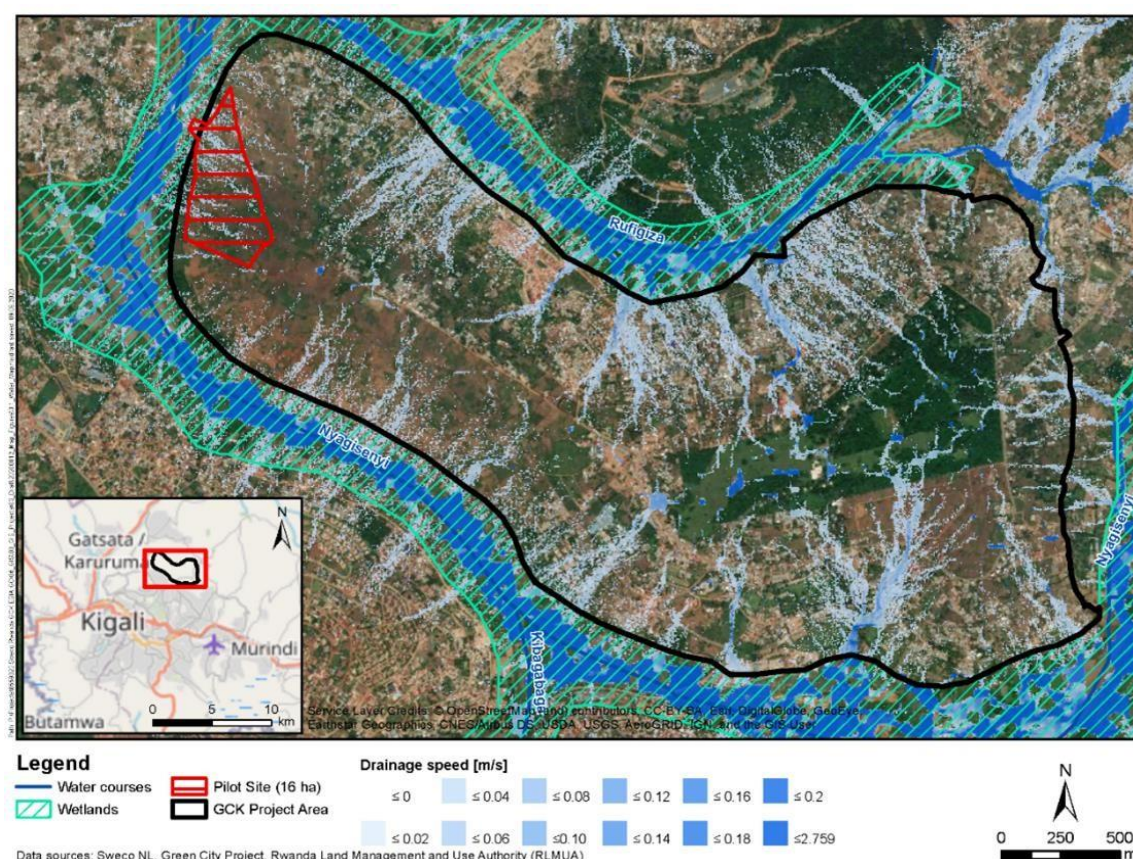 Rufigiza
Nyagisenyi
Nyagisenyi
Kibagabaga
N
Gatsata /
Karuruma
Kigali
Murindi
Butamwa
0 5 10
km
Service Layer Credits: © OpenStreetMap (and) contributors, CC-BY-SA, Esri, DigitalGlobe, GeoEye,
Earthstar Geographics, CNES/Airbus DS, USDA, USGS, AeroGRID, IGN, and the GIS User
Legend
Water courses
Wetlands
Pilot Site (16 ha)
GCK Project Area
Drainage speed [m/s]
≤ 0 ≤ 0.04 ≤ 0.08 ≤ 0.12 ≤ 0.16 ≤ 0.2
≤ 0.02 ≤ 0.06 ≤0.10 ≤ 0.14 ≤ 0.18 ≤2.759
N
0 250 500
m
Data sources: Sweco NL, Green City Project, Rwanda Land Management and Use Authority (RLMUA)